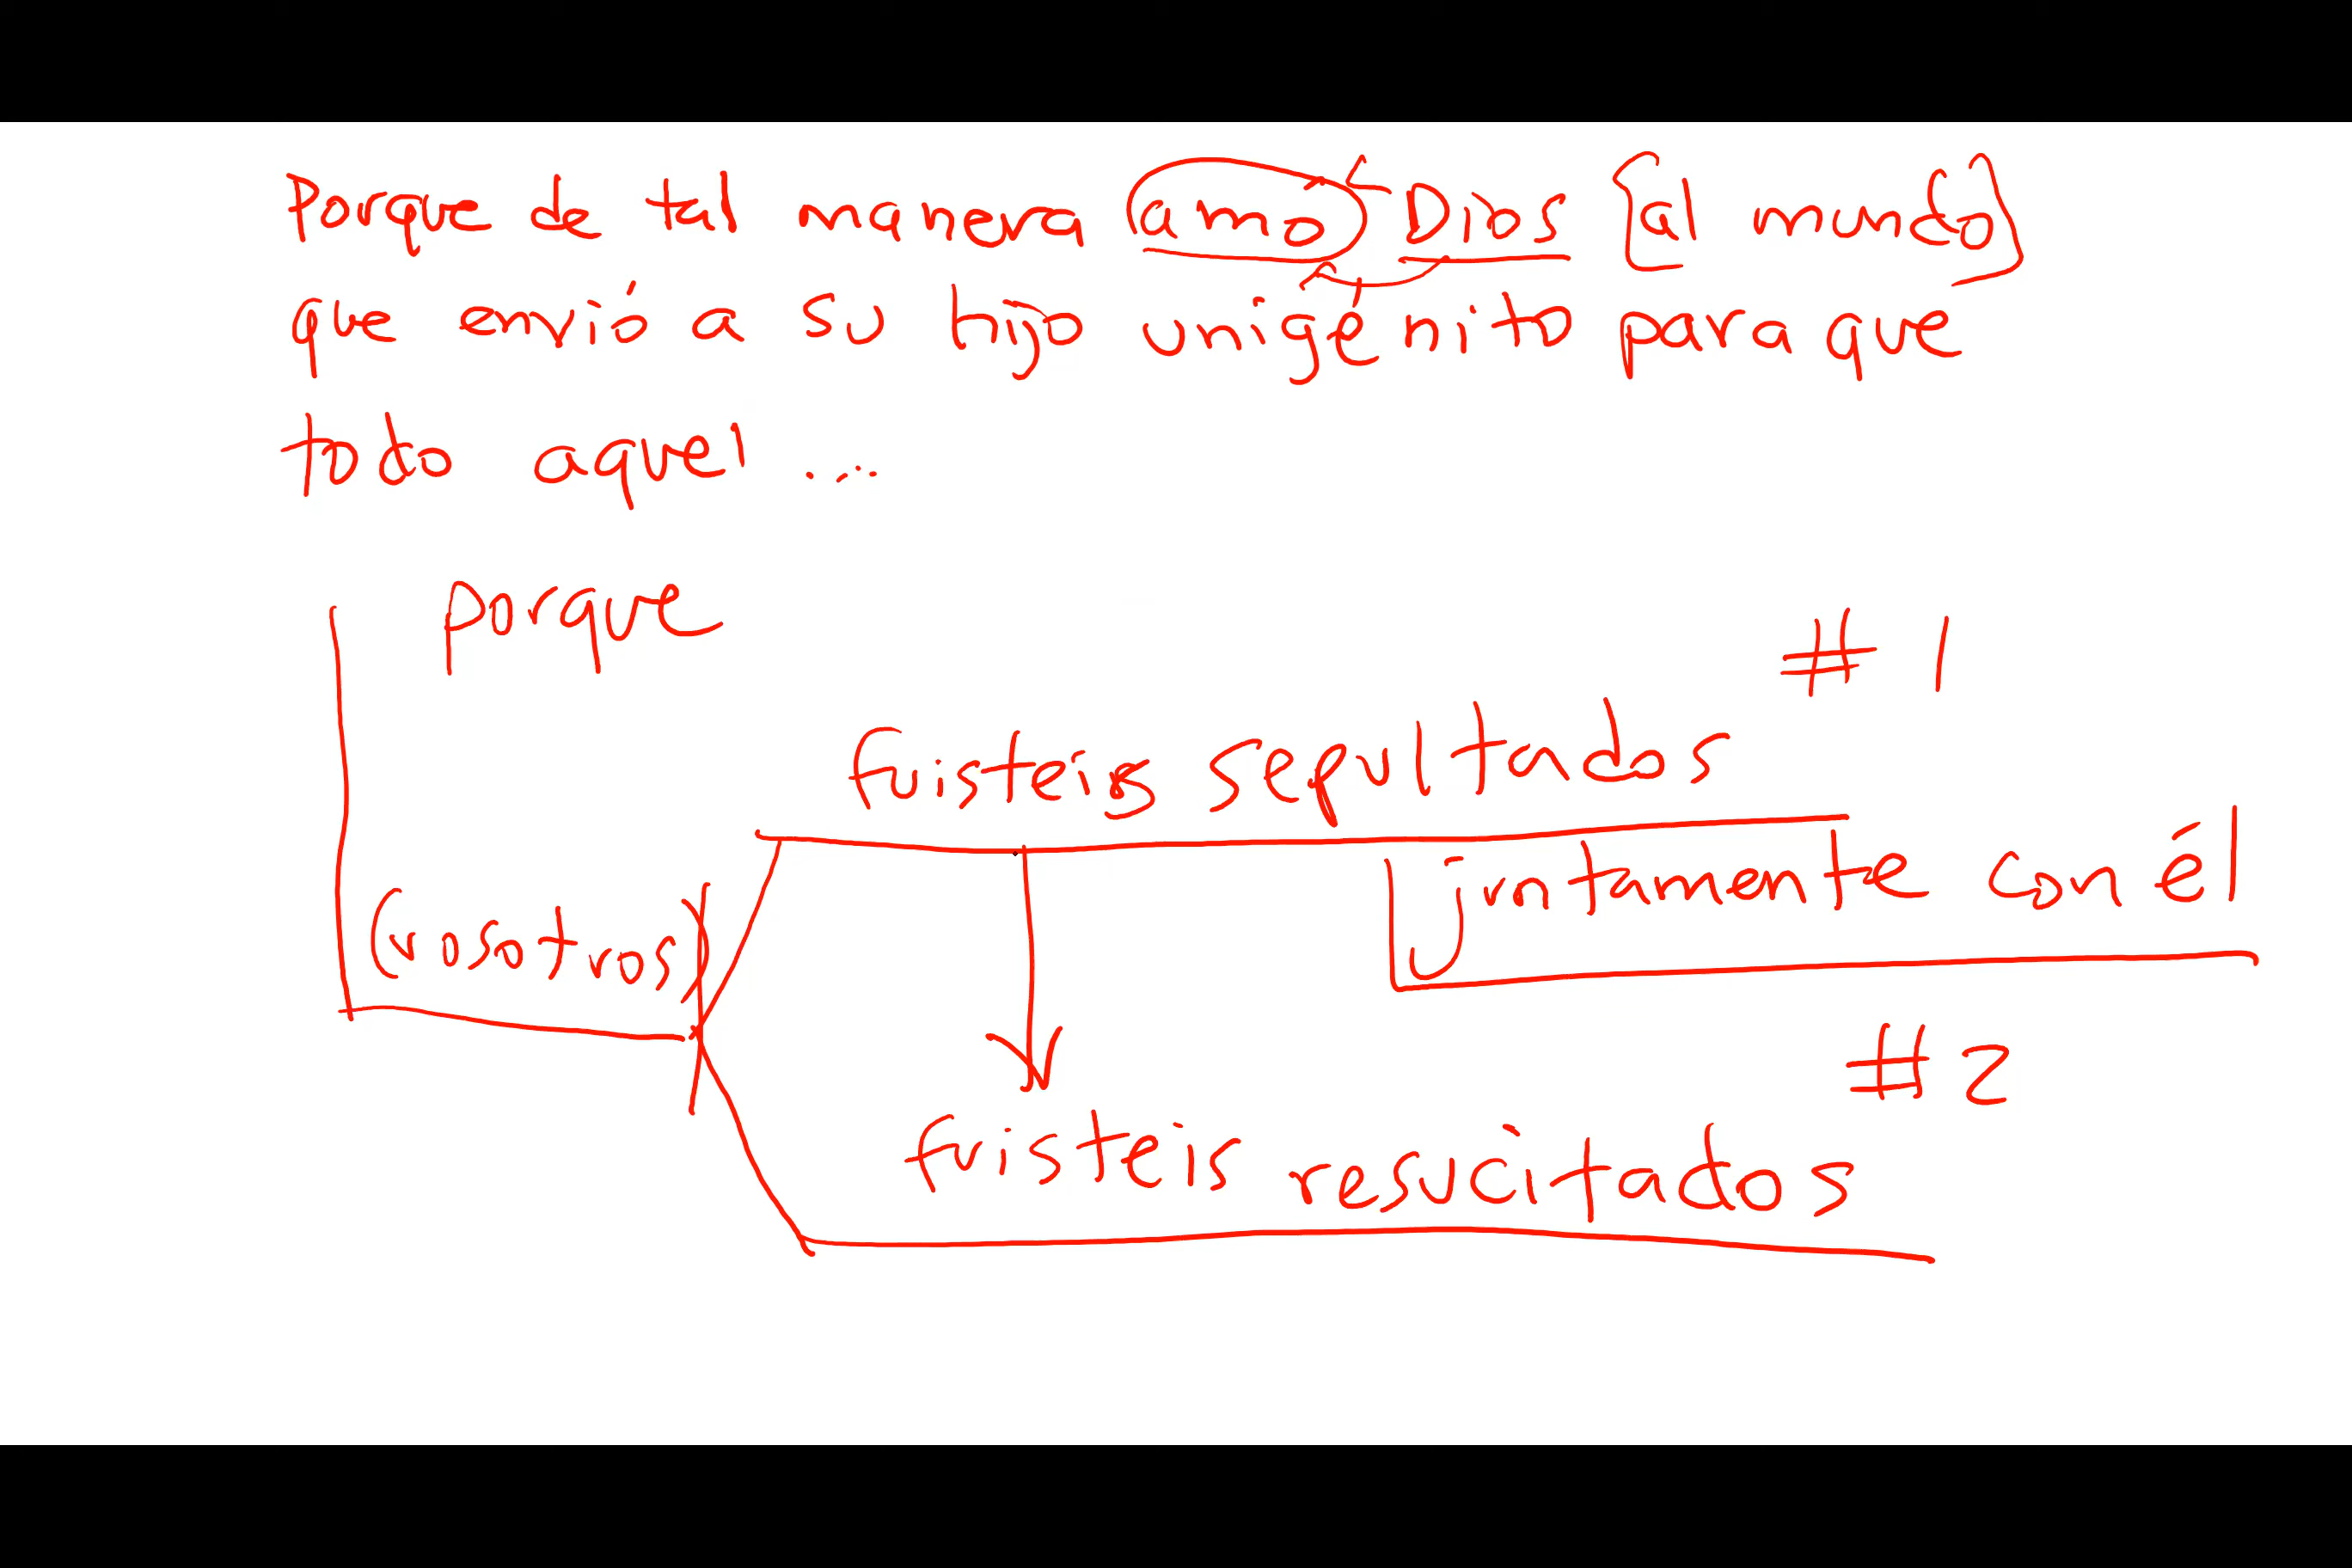 Porque de tal manera amó Dios [al mundo]
que envió a su hijo unigénito para que
todo aquel ....
porque
#1
fuisteis sepultados
juntamente con él
(vosotros)
#2
fuisteis resucitados